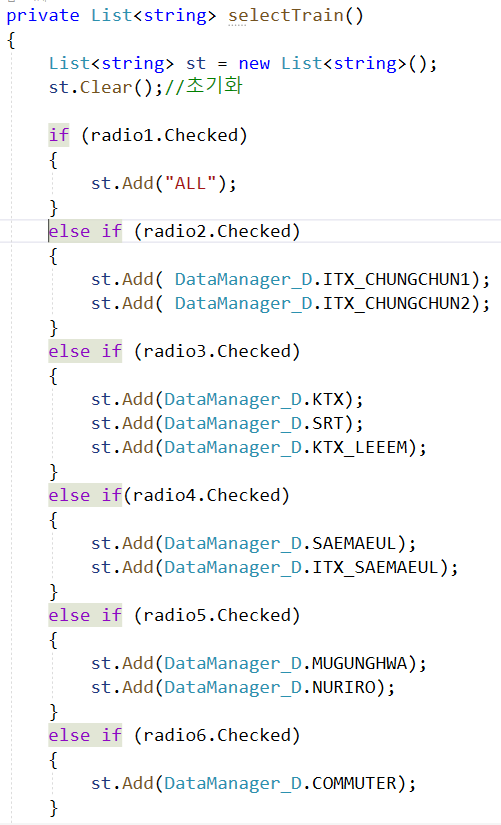 private List<string> selectTrain()
{
    List<string> st = new List<string>();
    st.Clear();//초기화

    if (radio1.Checked)
    {
        st.Add("ALL");
    }
    else if (radio2.Checked)
    {
        st.Add( DataManager_D.ITX_CHUNGCHUN1);
        st.Add( DataManager_D.ITX_CHUNGCHUN2);
    }
    else if (radio3.Checked)
    {
        st.Add(DataManager_D.KTX);
        st.Add(DataManager_D.SRT);
        st.Add(DataManager_D.KTX_LEEEM);
    }
    else if(radio4.Checked)
    {
        st.Add(DataManager_D.SAEMAEUL);
        st.Add(DataManager_D.ITX_SAEMAEUL);
    }
    else if (radio5.Checked)
    {
        st.Add(DataManager_D.MUGUNGHWA);
        st.Add(DataManager_D.NURIRO);
    }
    else if (radio6.Checked)
    {
        st.Add(DataManager_D.COMMUTER);
    }